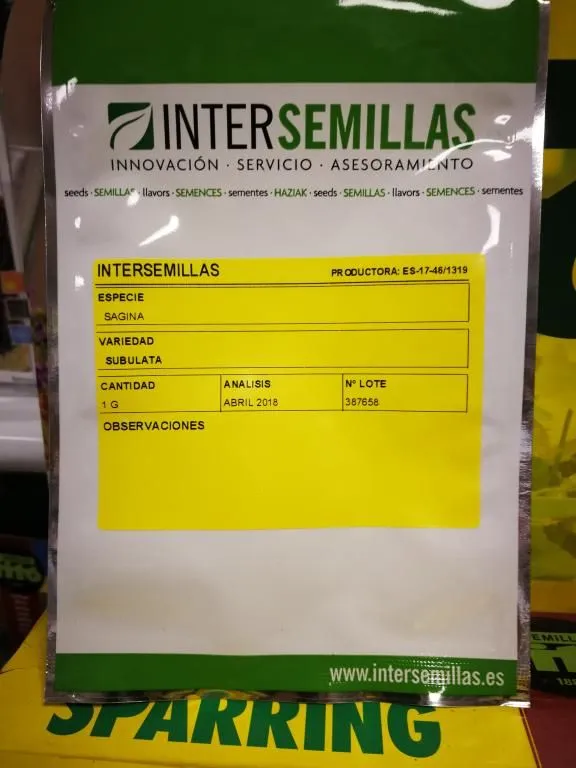 INTERSEMILLAS
INNOVACIÓN · SERVICIO · ASESORAMIENTO
seeds · SEMILLAS · llavors · SEMENCES · sementes · HAZIAK · seeds · SEMILLAS · llavors · SEMENCES · sementes
INTERSEMILLAS PRODUCTORA: ES-17-46/1319
ESPECIE
SAGINA
VARIEDAD
SUBULATA
CANTIDAD ANALISIS Nº LOTE
1 G ABRIL 2018 387658
OBSERVACIONES
www.intersemillas.es
SPARRING